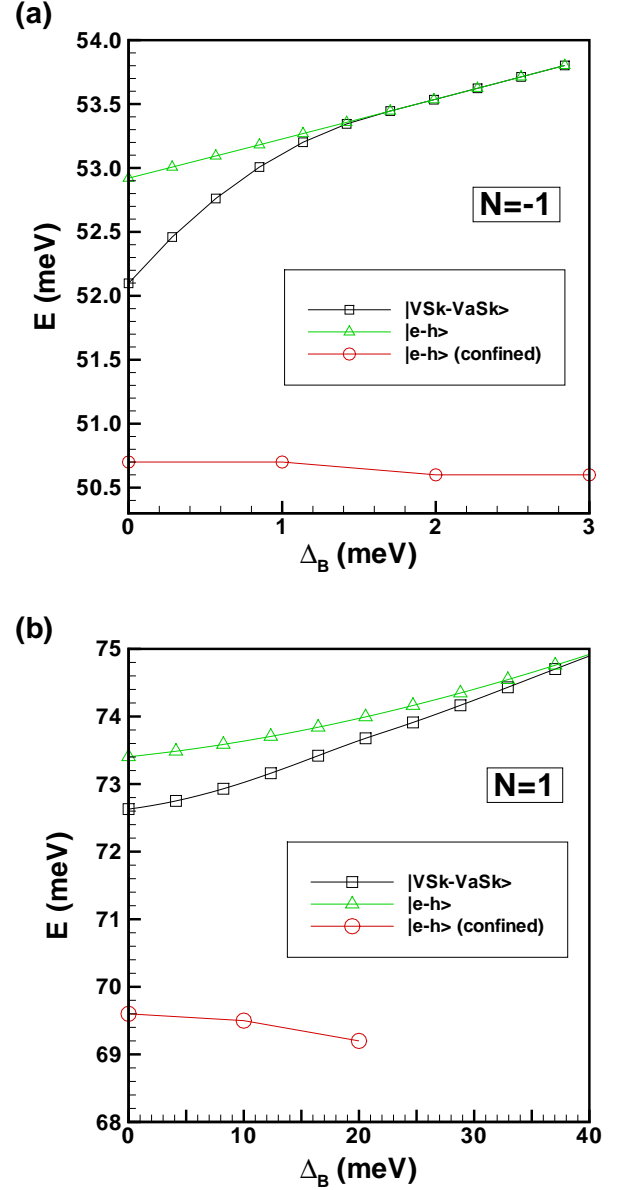 (a)
54.0
53.5
53.0
52.5
52.0
51.5
51.0
50.5
E (meV)
N=-1
|VSk-VaSk>
|e-h>
|e-h> (confined)
0
1
2
3
Δ_B (meV)
(b)
75
74
73
72
71
70
69
68
E (meV)
N=1
|VSk-VaSk>
|e-h>
|e-h> (confined)
0
10
20
30
40
Δ_B (meV)